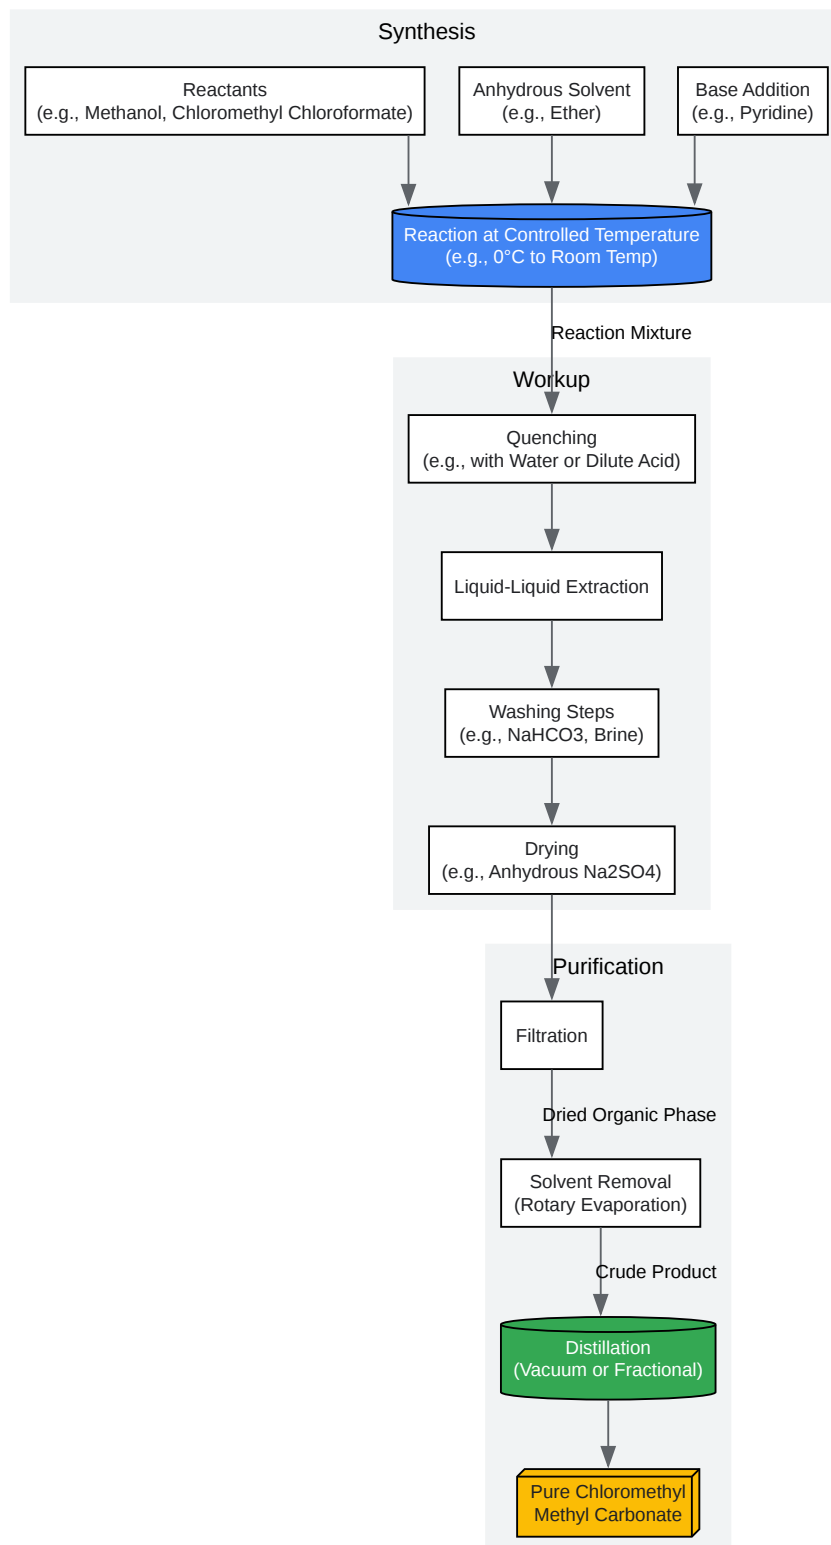 Synthesis
Reactants
(e.g., Methanol, Chloromethyl Chloroformate)
Anhydrous Solvent
(e.g., Ether)
Base Addition
(e.g., Pyridine)
Reaction at Controlled Temperature
(e.g., 0°C to Room Temp)
Reaction Mixture
Workup
Quenching
(e.g., with Water or Dilute Acid)
Liquid-Liquid Extraction
Washing Steps
(e.g., NaHCO3, Brine)
Drying
(e.g., Anhydrous Na2SO4)
Purification
Filtration
Dried Organic Phase
Solvent Removal
(Rotary Evaporation)
Crude Product
Distillation
(Vacuum or Fractional)
Pure Chloromethyl
Methyl Carbonate